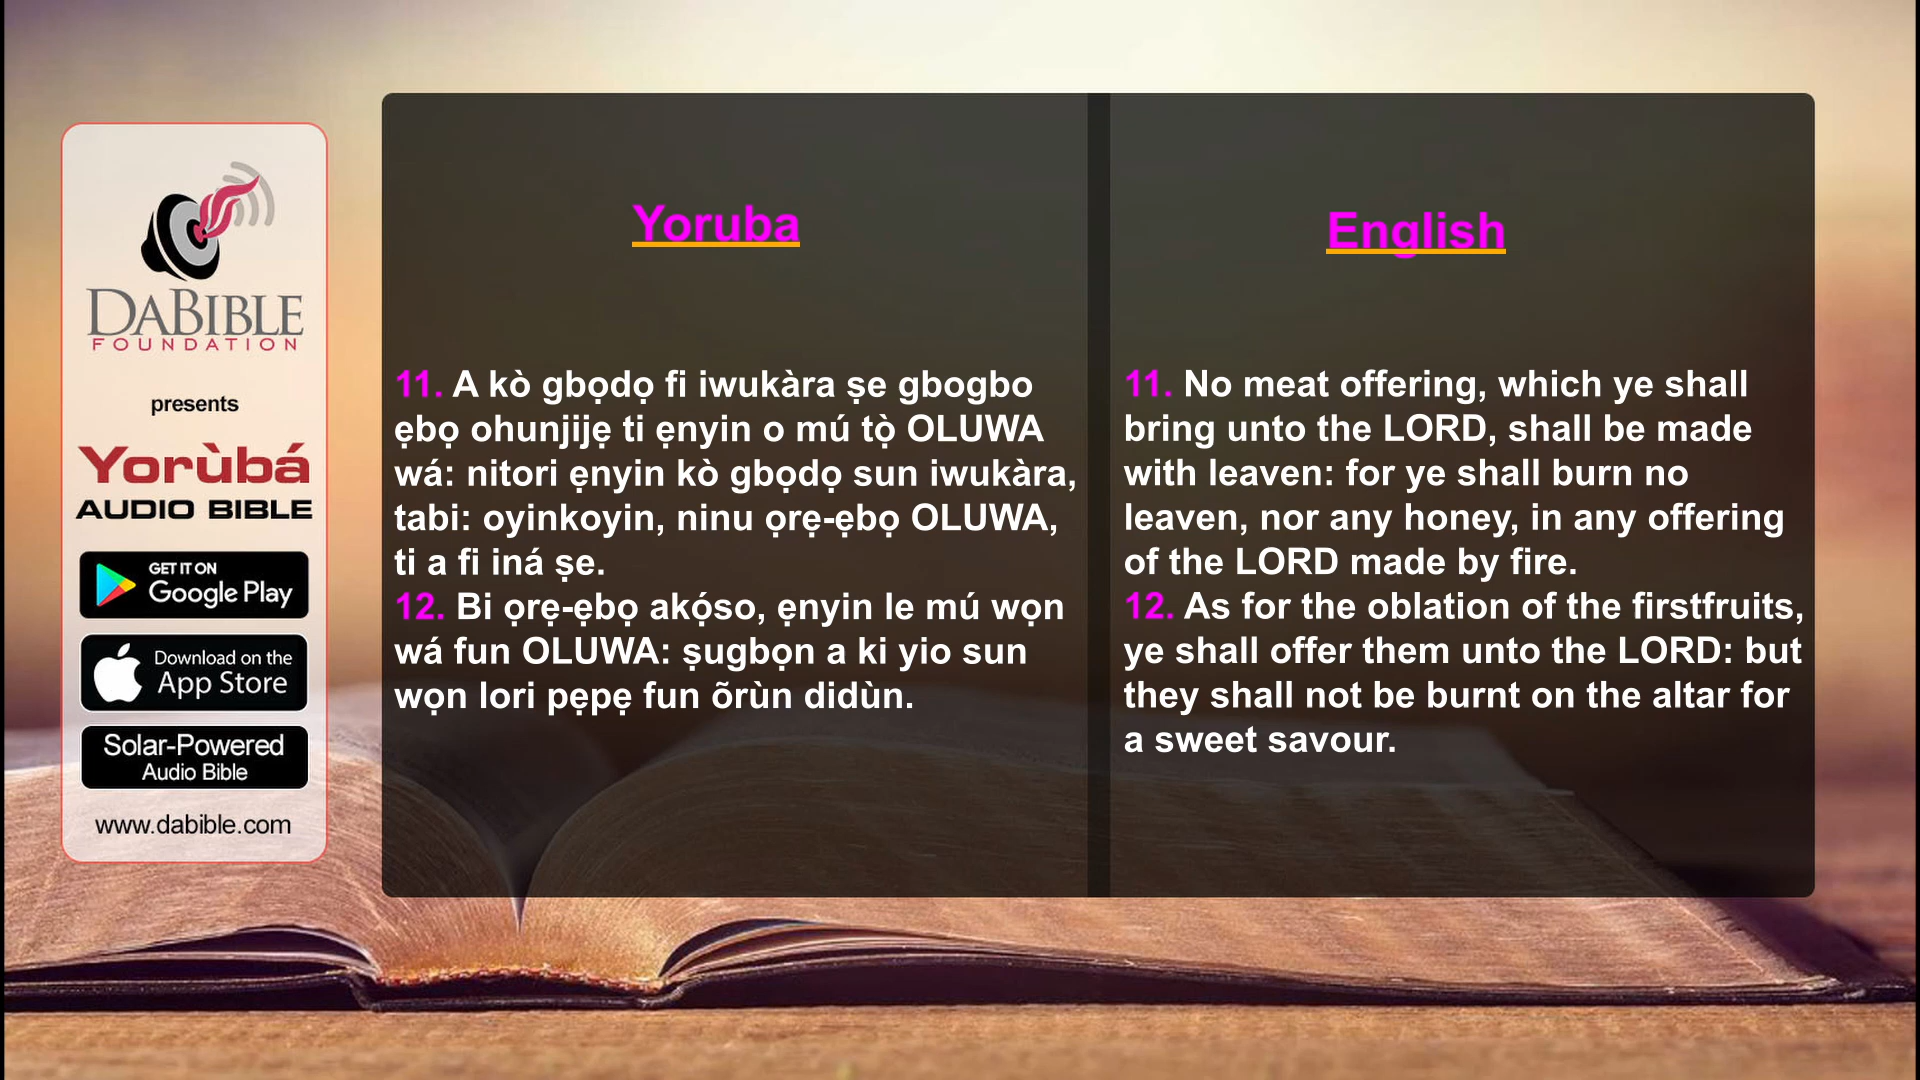 DABIBLE
FOUNDATION
presents
Yorùbá
AUDIO BIBLE
GET IT ON
Google Play
Download on the
App Store
Solar-Powered
Audio Bible
www.dabible.com
Yoruba
11. A kò gbọdọ fi iwukàra ṣe gbogbo
ẹbọ ohunjijẹ ti ẹnyin o mú tọ̀ OLUWA
wá: nitori ẹnyin kò gbọdọ sun iwukàra,
tabi: oyinkoyin, ninu ọrẹ-ẹbọ OLUWA,
ti a fi iná ṣe.
12. Bi ọrẹ-ẹbọ akọ́so, ẹnyin le mú wọn
wá fun OLUWA: ṣugbọn a ki yio sun
wọn lori pẹpẹ fun õrùn didùn.
English
11. No meat offering, which ye shall
bring unto the LORD, shall be made
with leaven: for ye shall burn no
leaven, nor any honey, in any offering
of the LORD made by fire.
12. As for the oblation of the firstfruits,
ye shall offer them unto the LORD: but
they shall not be burnt on the altar for
a sweet savour.